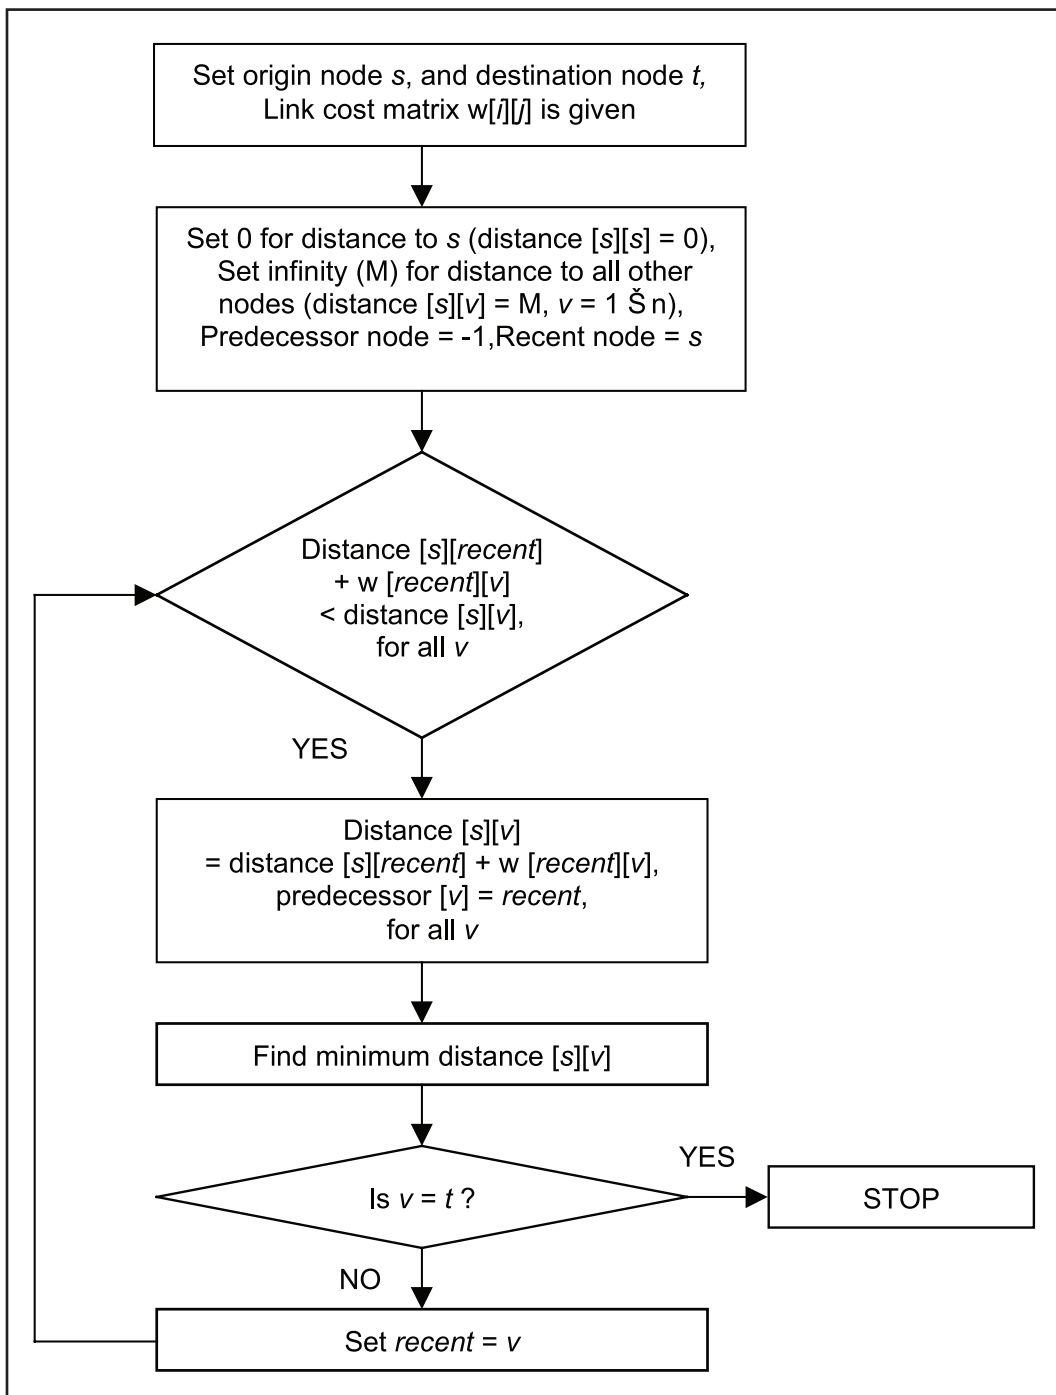 Set origin node s, and destination node t,
Link cost matrix w[i][j] is given
Set 0 for distance to s (distance [s][s] = 0),
Set infinity (M) for distance to all other
nodes (distance [s][v] = M, v = 1 Š n),
Predecessor node = -1,Recent node = s
Distance [s][recent]
+ w [recent][v]
< distance [s][v],
for all v
YES
Distance [s][v]
= distance [s][recent] + w [recent][v],
predecessor [v] = recent,
for all v
Find minimum distance [s][v]
Is v = t ?
YES
STOP
NO
Set recent = v